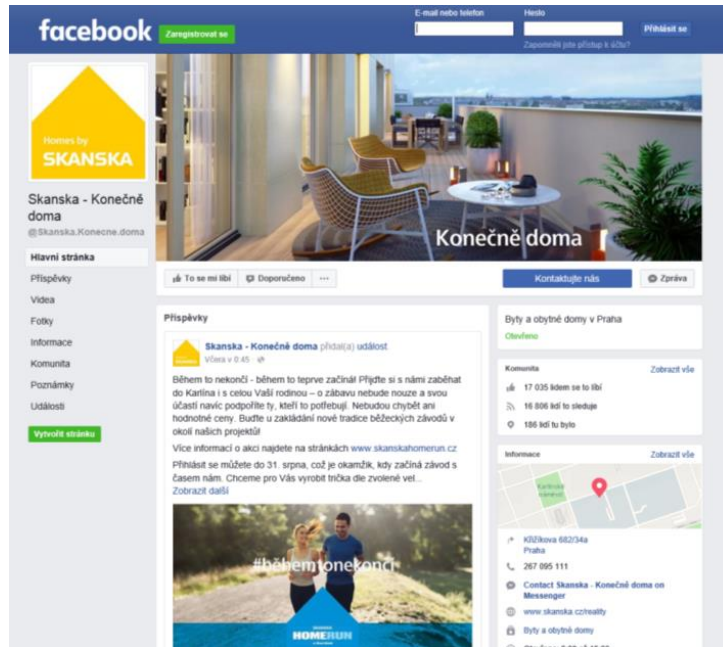 facebook
Zaregistrovat se
E-mail nebo telefon
Heslo
Přihlásit se
Zapomněli jste přístup k účtu?
Homes by
SKANSKA
Skanska - Konečně
doma
@Skanska.Konecne.doma
Hlavní stránka
Příspěvky
Videa
Fotky
Informace
Komunita
Poznámky
Události
Vytvořit stránku
Konečně doma
To se mi líbí
Doporučeno
Kontaktujte nás
Zpráva
Příspěvky
Skanska - Konečně doma přidal(a) událost.
Včera v 0:45
Během to nekončí - během to teprve začíná! Přijďte si s námi zaběhat
do Karlína i s celou Vaší rodinou – o zábavu nebude nouze a svou
účastí navíc podpoříte ty, kteří to potřebují. Nebudou chybět ani
hodnotné ceny. Buďte u zakládání nové tradice běžeckých závodů v
okolí našich projektů!
Více informací o akci najdete na stránkách www.skanskahomerun.cz
Přihlásit se můžete do 31. srpna, což je okamžik, kdy začíná závod s
časem nám. Chceme pro Vás vyrobit trička dle zvolené vel...
Zobrazit další
#běhemtonekončí
SKANSKA
HOMERUN
Byty a obytné domy v Praha
Otevřeno
Komunita
Zobrazit vše
17 035 lidem se to líbí
16 806 lidí to sleduje
186 lidí tu bylo
Informace
Zobrazit vše
Karlínské
náměstí
Křižíkova 682/34a
Praha
267 095 111
Contact Skanska - Konečně doma on
Messenger
www.skanska.cz/reality
Byty a obytné domy